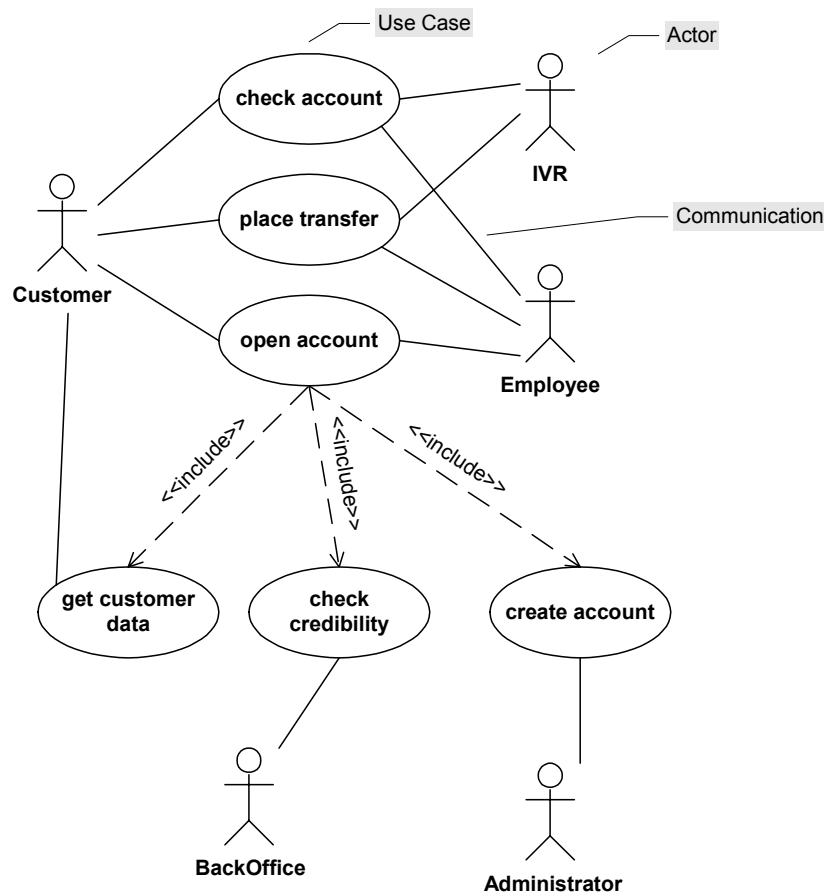 Use Case
Actor
check account
IVR
place transfer
Communication
Customer
open account
Employee
<<include>>
<<include>>
<<include>>
get customer
data
check
credibility
create account
BackOffice
Administrator